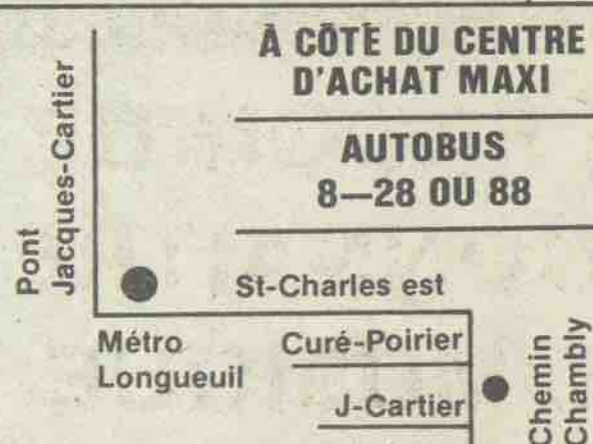 À CÔTÉ DU CENTRE
D'ACHAT MAXI
AUTOBUS
8—28 OU 88
Pont
Jacques-Cartier
St-Charles est
Métro
Longueuil
Curé-Poirier
J-Cartier
Chemin
Chambly